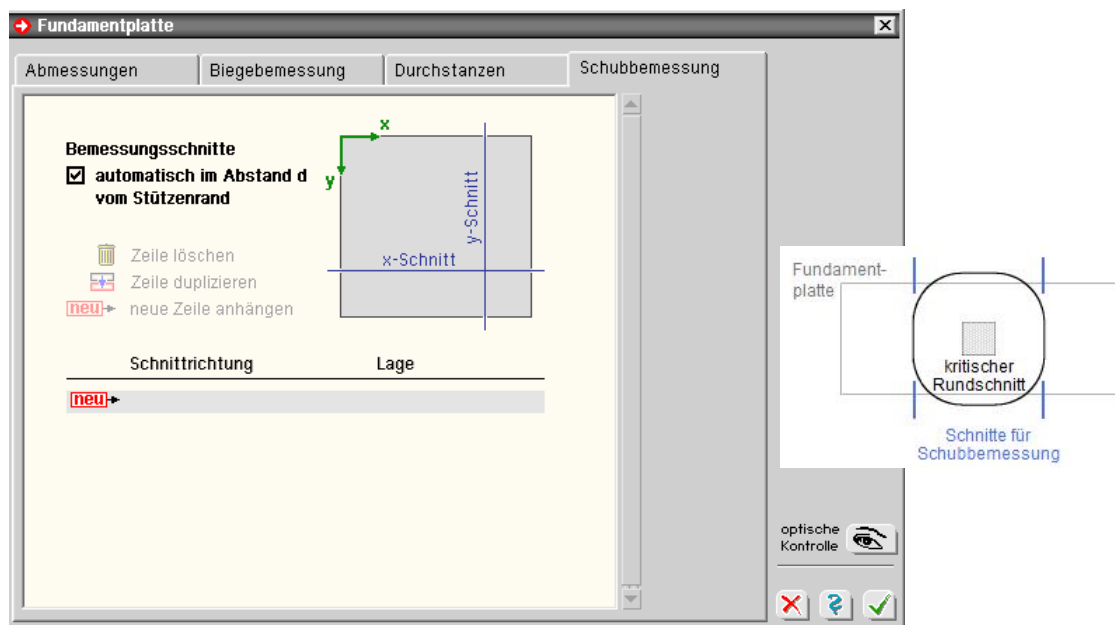 Fundamentplatte
Abmessungen
Biegebemessung
Durchstanzen
Schubbemessung
Bemessungsschnitte
automatisch im Abstand d
vom Stützenrand
x
y
y-Schnitt
x-Schnitt
Zeile löschen
Zeile duplizieren
neu
neue Zeile anhängen
Schnittrichtung
Lage
neu
Fundament-
platte
kritischer
Rundschnitt
Schnitte für
Schubbemessung
optische
Kontrolle